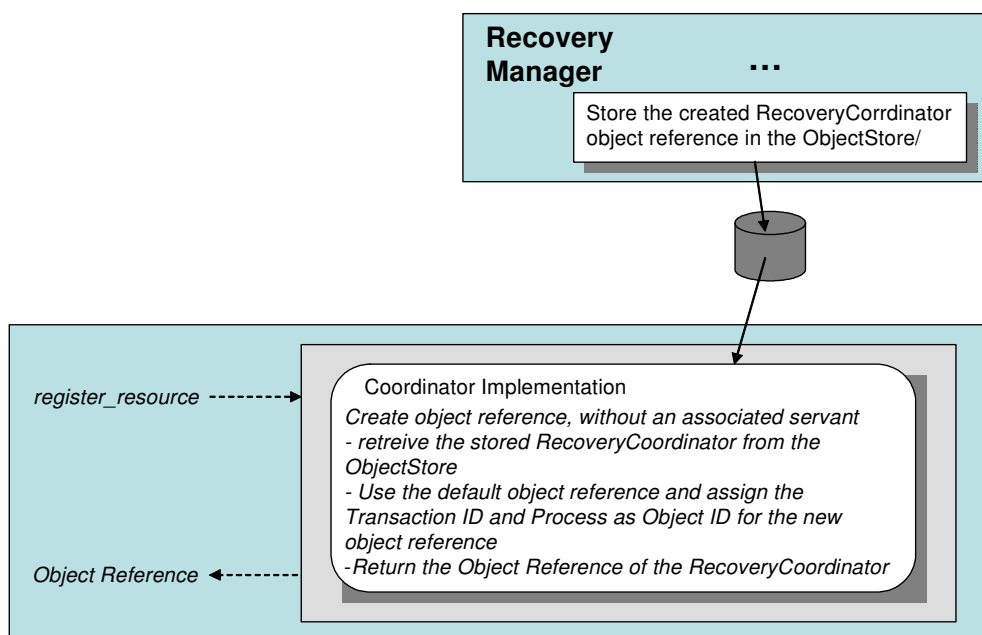 Recovery
Manager
...
Store the created RecoveryCorrdinator
object reference in the ObjectStore/
register_resource
Coordinator Implementation
Create object reference, without an associated servant
- retreive the stored RecoveryCoordinator from the
ObjectStore
- Use the default object reference and assign the
Transaction ID and Process as Object ID for the new
object reference
-Return the Object Reference of the RecoveryCoordinator
Object Reference